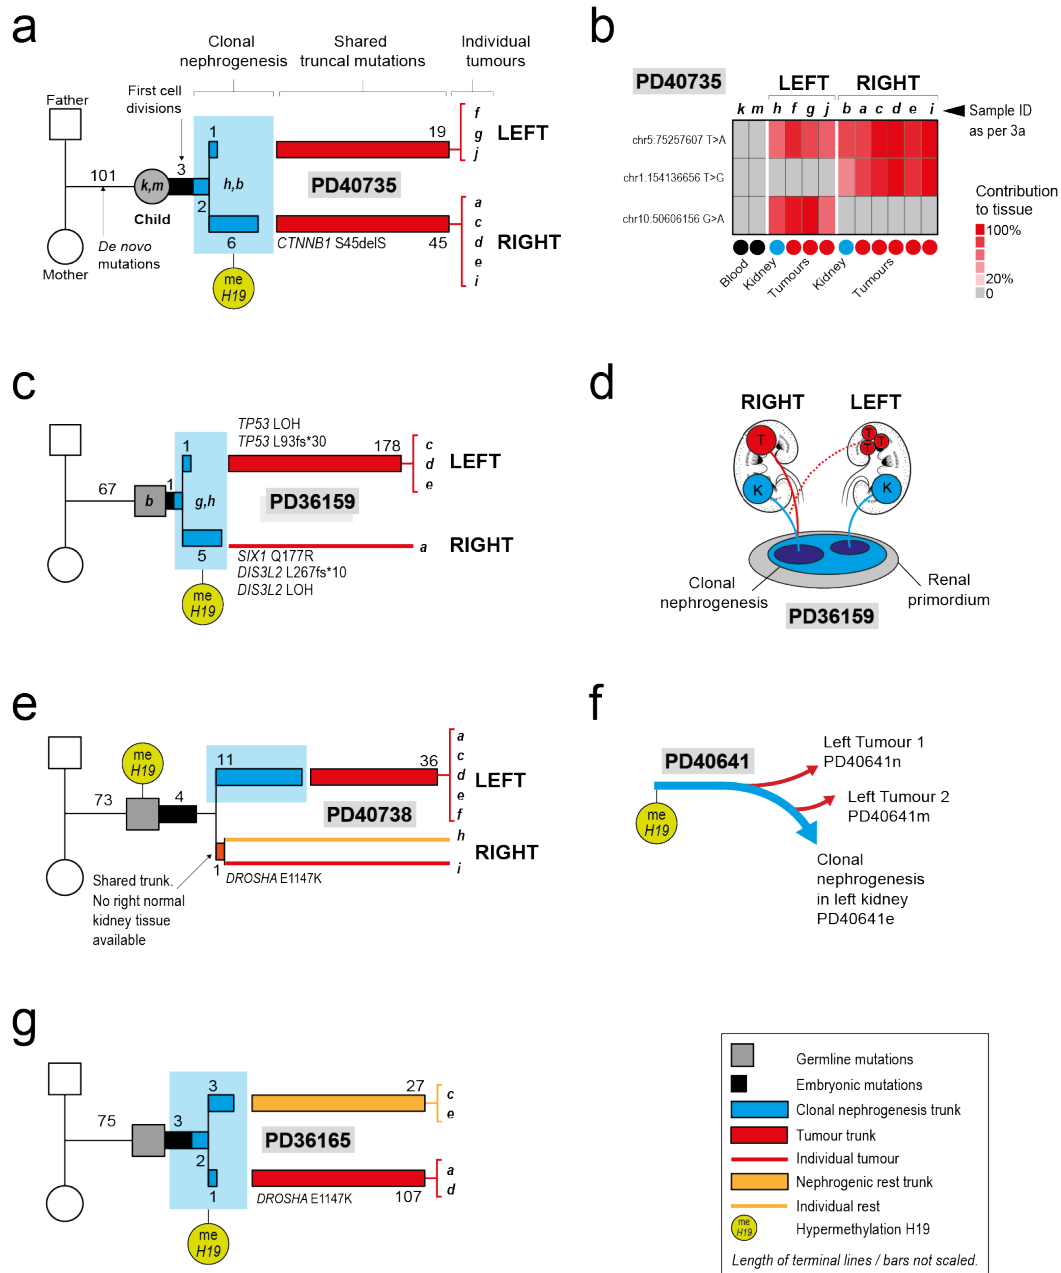 a
Clonal
nephrogenesis
Shared
truncal mutations
Individual
tumours
Father
First cell
divisions
1
19
f
g
j
LEFT
101
k,m
3
h,b
PD40735
Child
2
a
c
d
e
i
RIGHT
De novo
mutations
6
CTNNB1 S45delS
45
Mother
me
H19
b
PD40735
LEFT
RIGHT
h f g j
b a c d e i
k m
Sample ID
as per 3a
chr5:75257607 T>A
chr1:154136656 T>G
chr10:50606156 G>A
Contribution
to tissue
100%
20%
0
Blood
Kidney
Tumours
Kidney
Tumours
c
TP53 LOH
TP53 L93fs*30
1
178
c
d
e
LEFT
67
b
1
g,h
PD36159
a
RIGHT
5
SIX1 Q177R
DIS3L2 L267fs*10
DIS3L2 LOH
me
H19
d
RIGHT
LEFT
T
T
T
T
K
K
Clonal
nephrogenesis
Renal
primordium
PD36159
e
me
H19
11
36
a
c
d
e
f
LEFT
73
4
PD40738
h
i
RIGHT
1
DROSHA E1147K
Shared trunk.
No right normal
kidney tissue
available
f
PD40641
Left Tumour 1
PD40641n
Left Tumour 2
PD40641m
me
H19
Clonal
nephrogenesis
in left kidney
PD40641e
g
3
27
c
e
75
3
PD36165
2
a
d
1
DROSHA E1147K
107
me
H19
Germline mutations
Embryonic mutations
Clonal nephrogenesis trunk
Tumour trunk
Individual tumour
Nephrogenic rest trunk
Individual rest
me
H19
Hypermethylation H19
Length of terminal lines / bars not scaled.